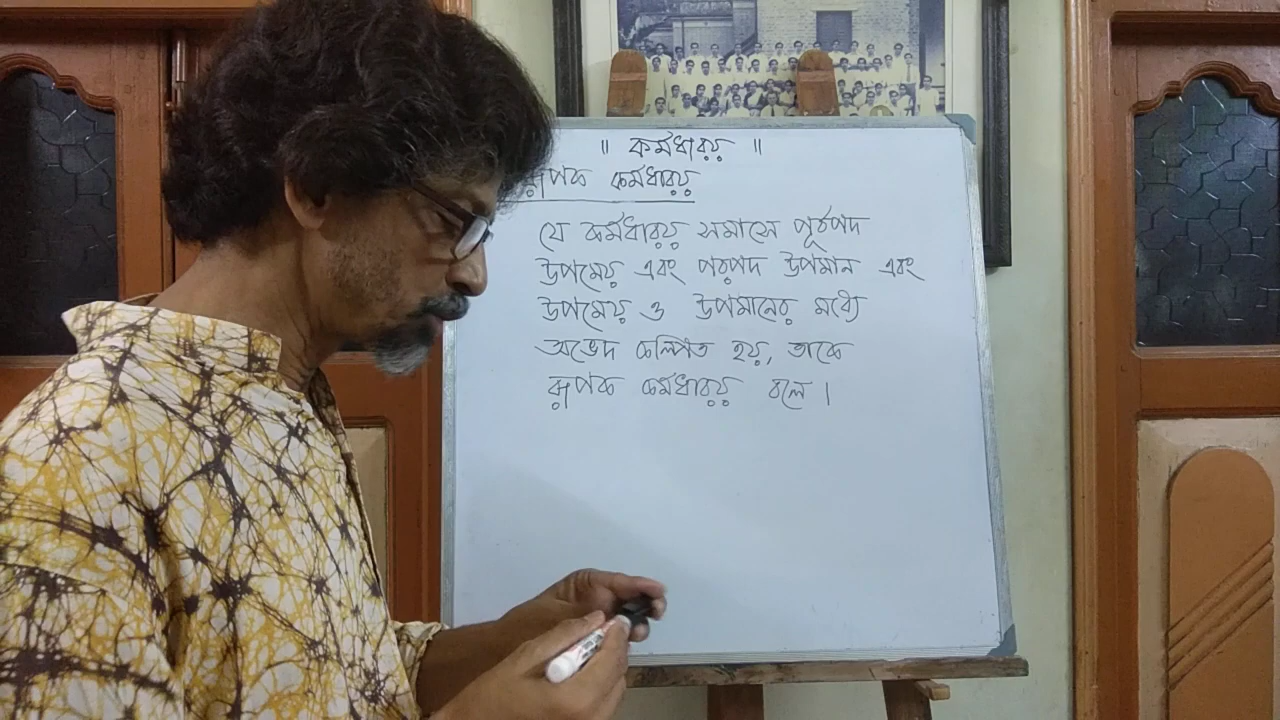 ॥ কর্মধারয় ॥
রূপক কর্মধারয়
যে কর্মধারয় সমাসে পূর্বপদ
উপমেয় এবং পরপদ উপমান এবং
উপমেয় ও উপমানের মধ্যে
অভেদ কল্পিত হয়, তাকে
রূপক কর্মধারয় বলে।